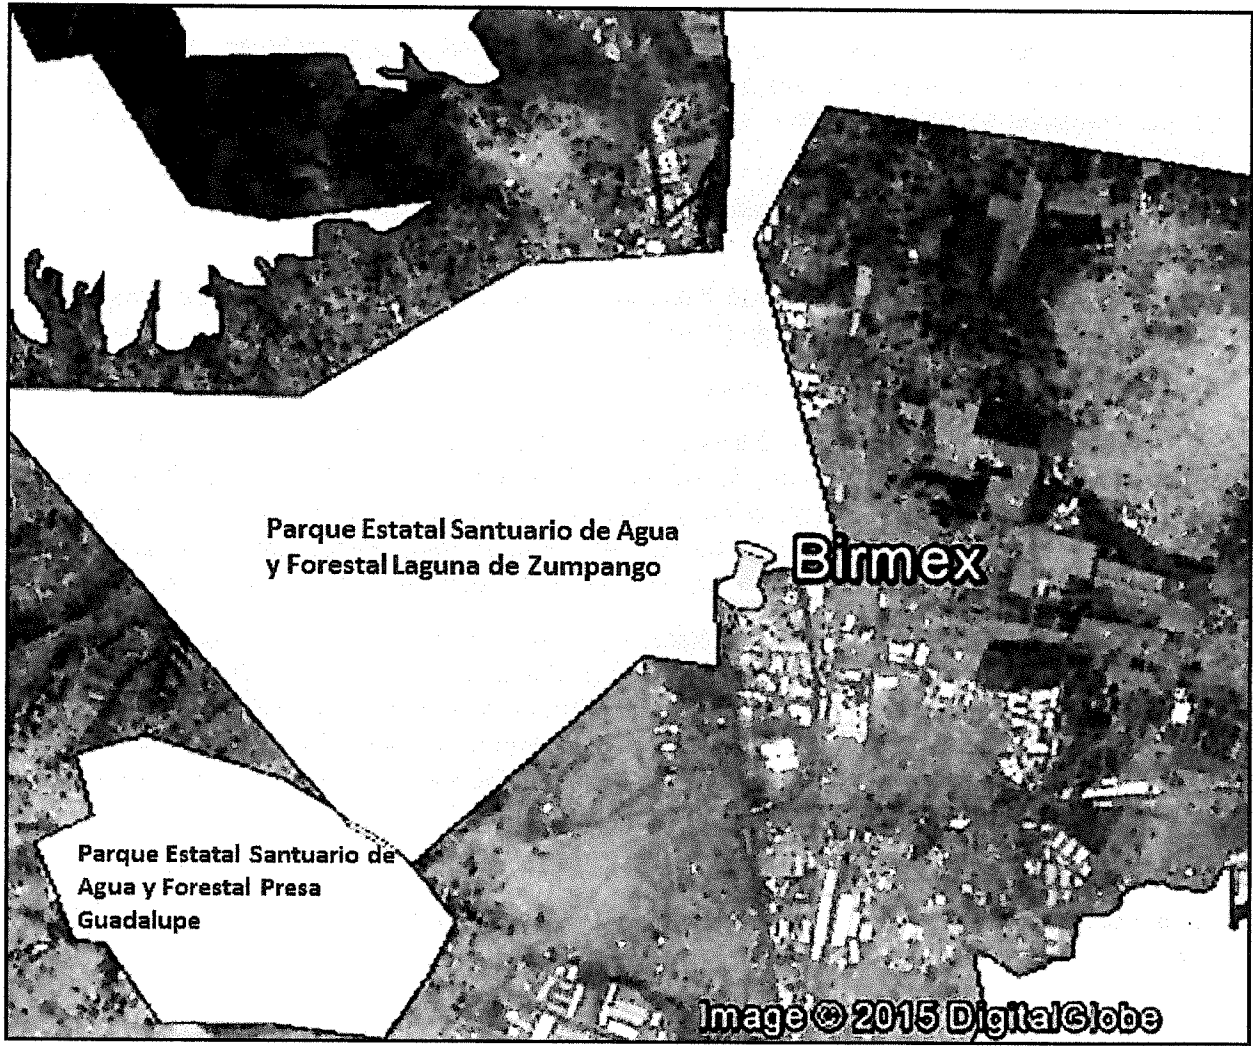 Parque Estatal Santuario de Agua
y Forestal Laguna de Zumpango
Birmex
Parque Estatal Santuario de
Agua y Forestal Presa
Guadalupe
Image © 2015 DigitalGlobe